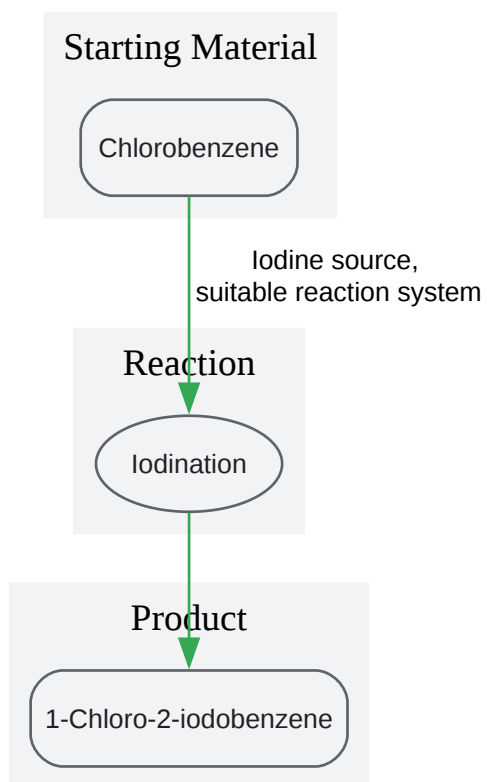 Starting Material
Chlorobenzene
Iodine source,
suitable reaction system
Reaction
Iodination
Product
1-Chloro-2-iodobenzene